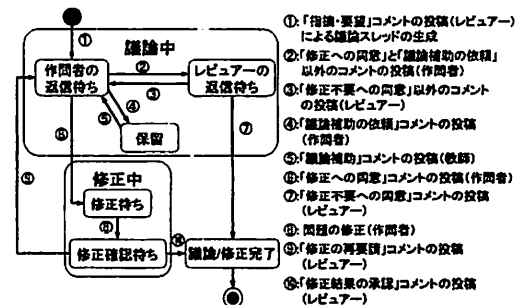 ①
議論中
作問者の
返信待ち
②
③
レビュアーの
返信待ち
④
⑤
保留
⑥
⑦
⑨
修正中
修正待ち
⑧
修正確認待ち
⑩
議論/修正完了
①:「指摘・要望」コメントの投稿(レビュアー)
による議論スレッドの生成
②:「修正への同意」と「議論補助の依頼」
以外のコメントの投稿(作問者)
③:「修正不要への同意」以外のコメント
の投稿(レビュアー)
④:「議論補助の依頼」コメントの投稿
(作問者)
⑤:「議論補助」コメントの投稿(教師)
⑥:「修正への同意」コメントの投稿(作問者)
⑦:「修正不要への同意」コメントの投稿
(レビュアー)
⑧:問題の修正(作問者)
⑨:「修正の再要請」コメントの投稿
(レビュアー)
⑩:「修正結果の承認」コメントの投稿
(レビュアー)